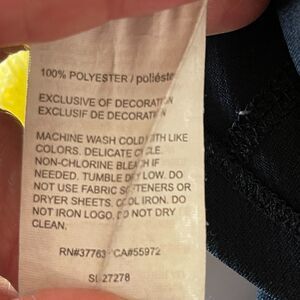 100% POLYESTER / poliéste
EXCLUSIVE OF DECORATION
EXCLUSIF DE DECORATI
MACHINE WASH COLD WITH LIKE
COLORS. DELICATE CYCLE.
NON-CHLORINE BLEACH IF
NEEDED. TUMBLE DRY LOW. DO
NOT USE FABRIC SOFTENERS OR
DRYER SHEETS. COOL IRON. DO
NOT IRON LOGO. DO NOT DRY
CLEAN.
RN#37763 CA#55972
SL27278